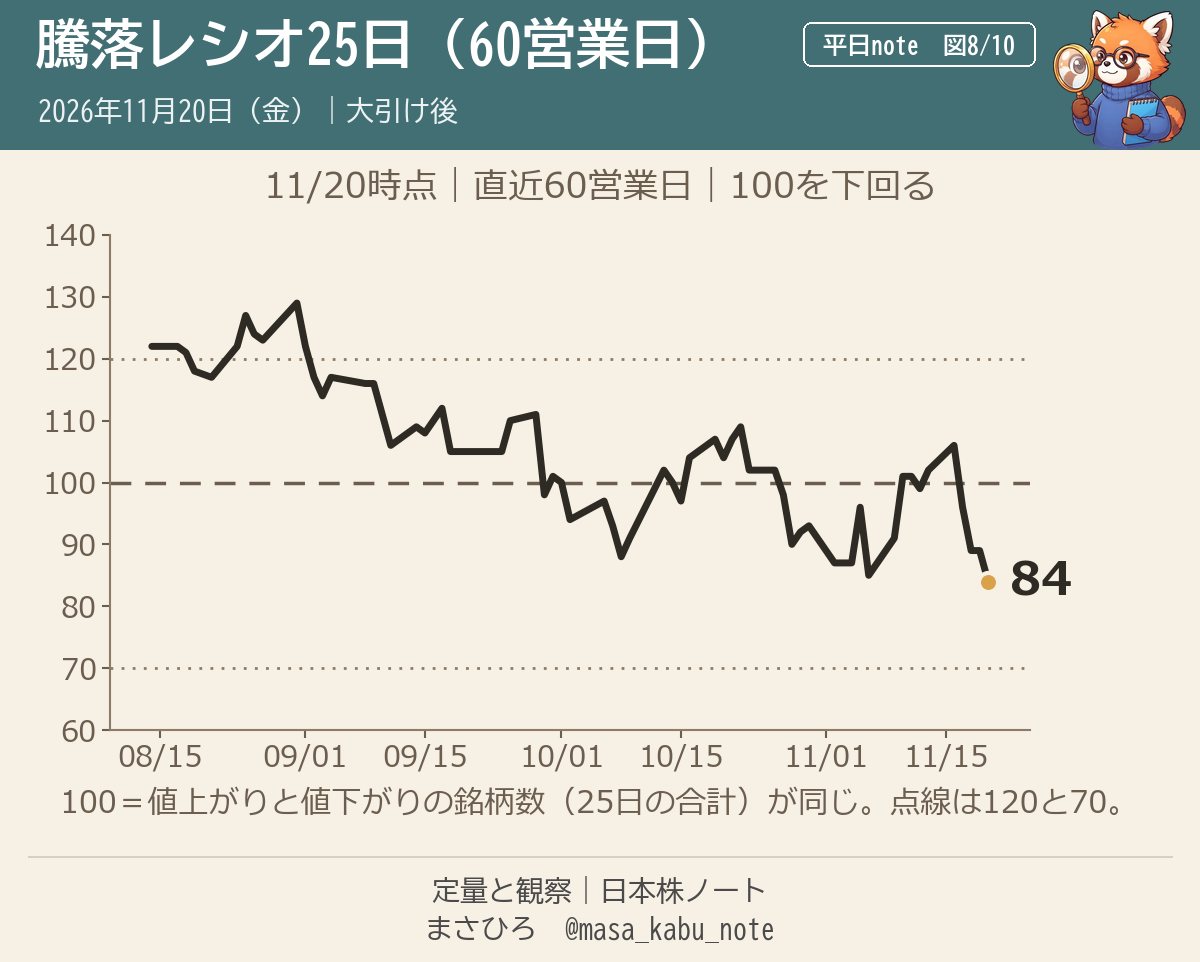 騰落レシオ25日（60営業日）
平日note　図8/10
2026年11月20日（金）｜大引け後
11/20時点｜直近60営業日｜100を下回る
140
130
120
110
100
90
80
70
60
84
08/15 09/01 09/15 10/01 10/15 11/01 11/15
100＝値上がりと値下がりの銘柄数（25日の合計）が同じ。点線は120と70。
定量と観察｜日本株ノート
まさひろ　@masa_kabu_note